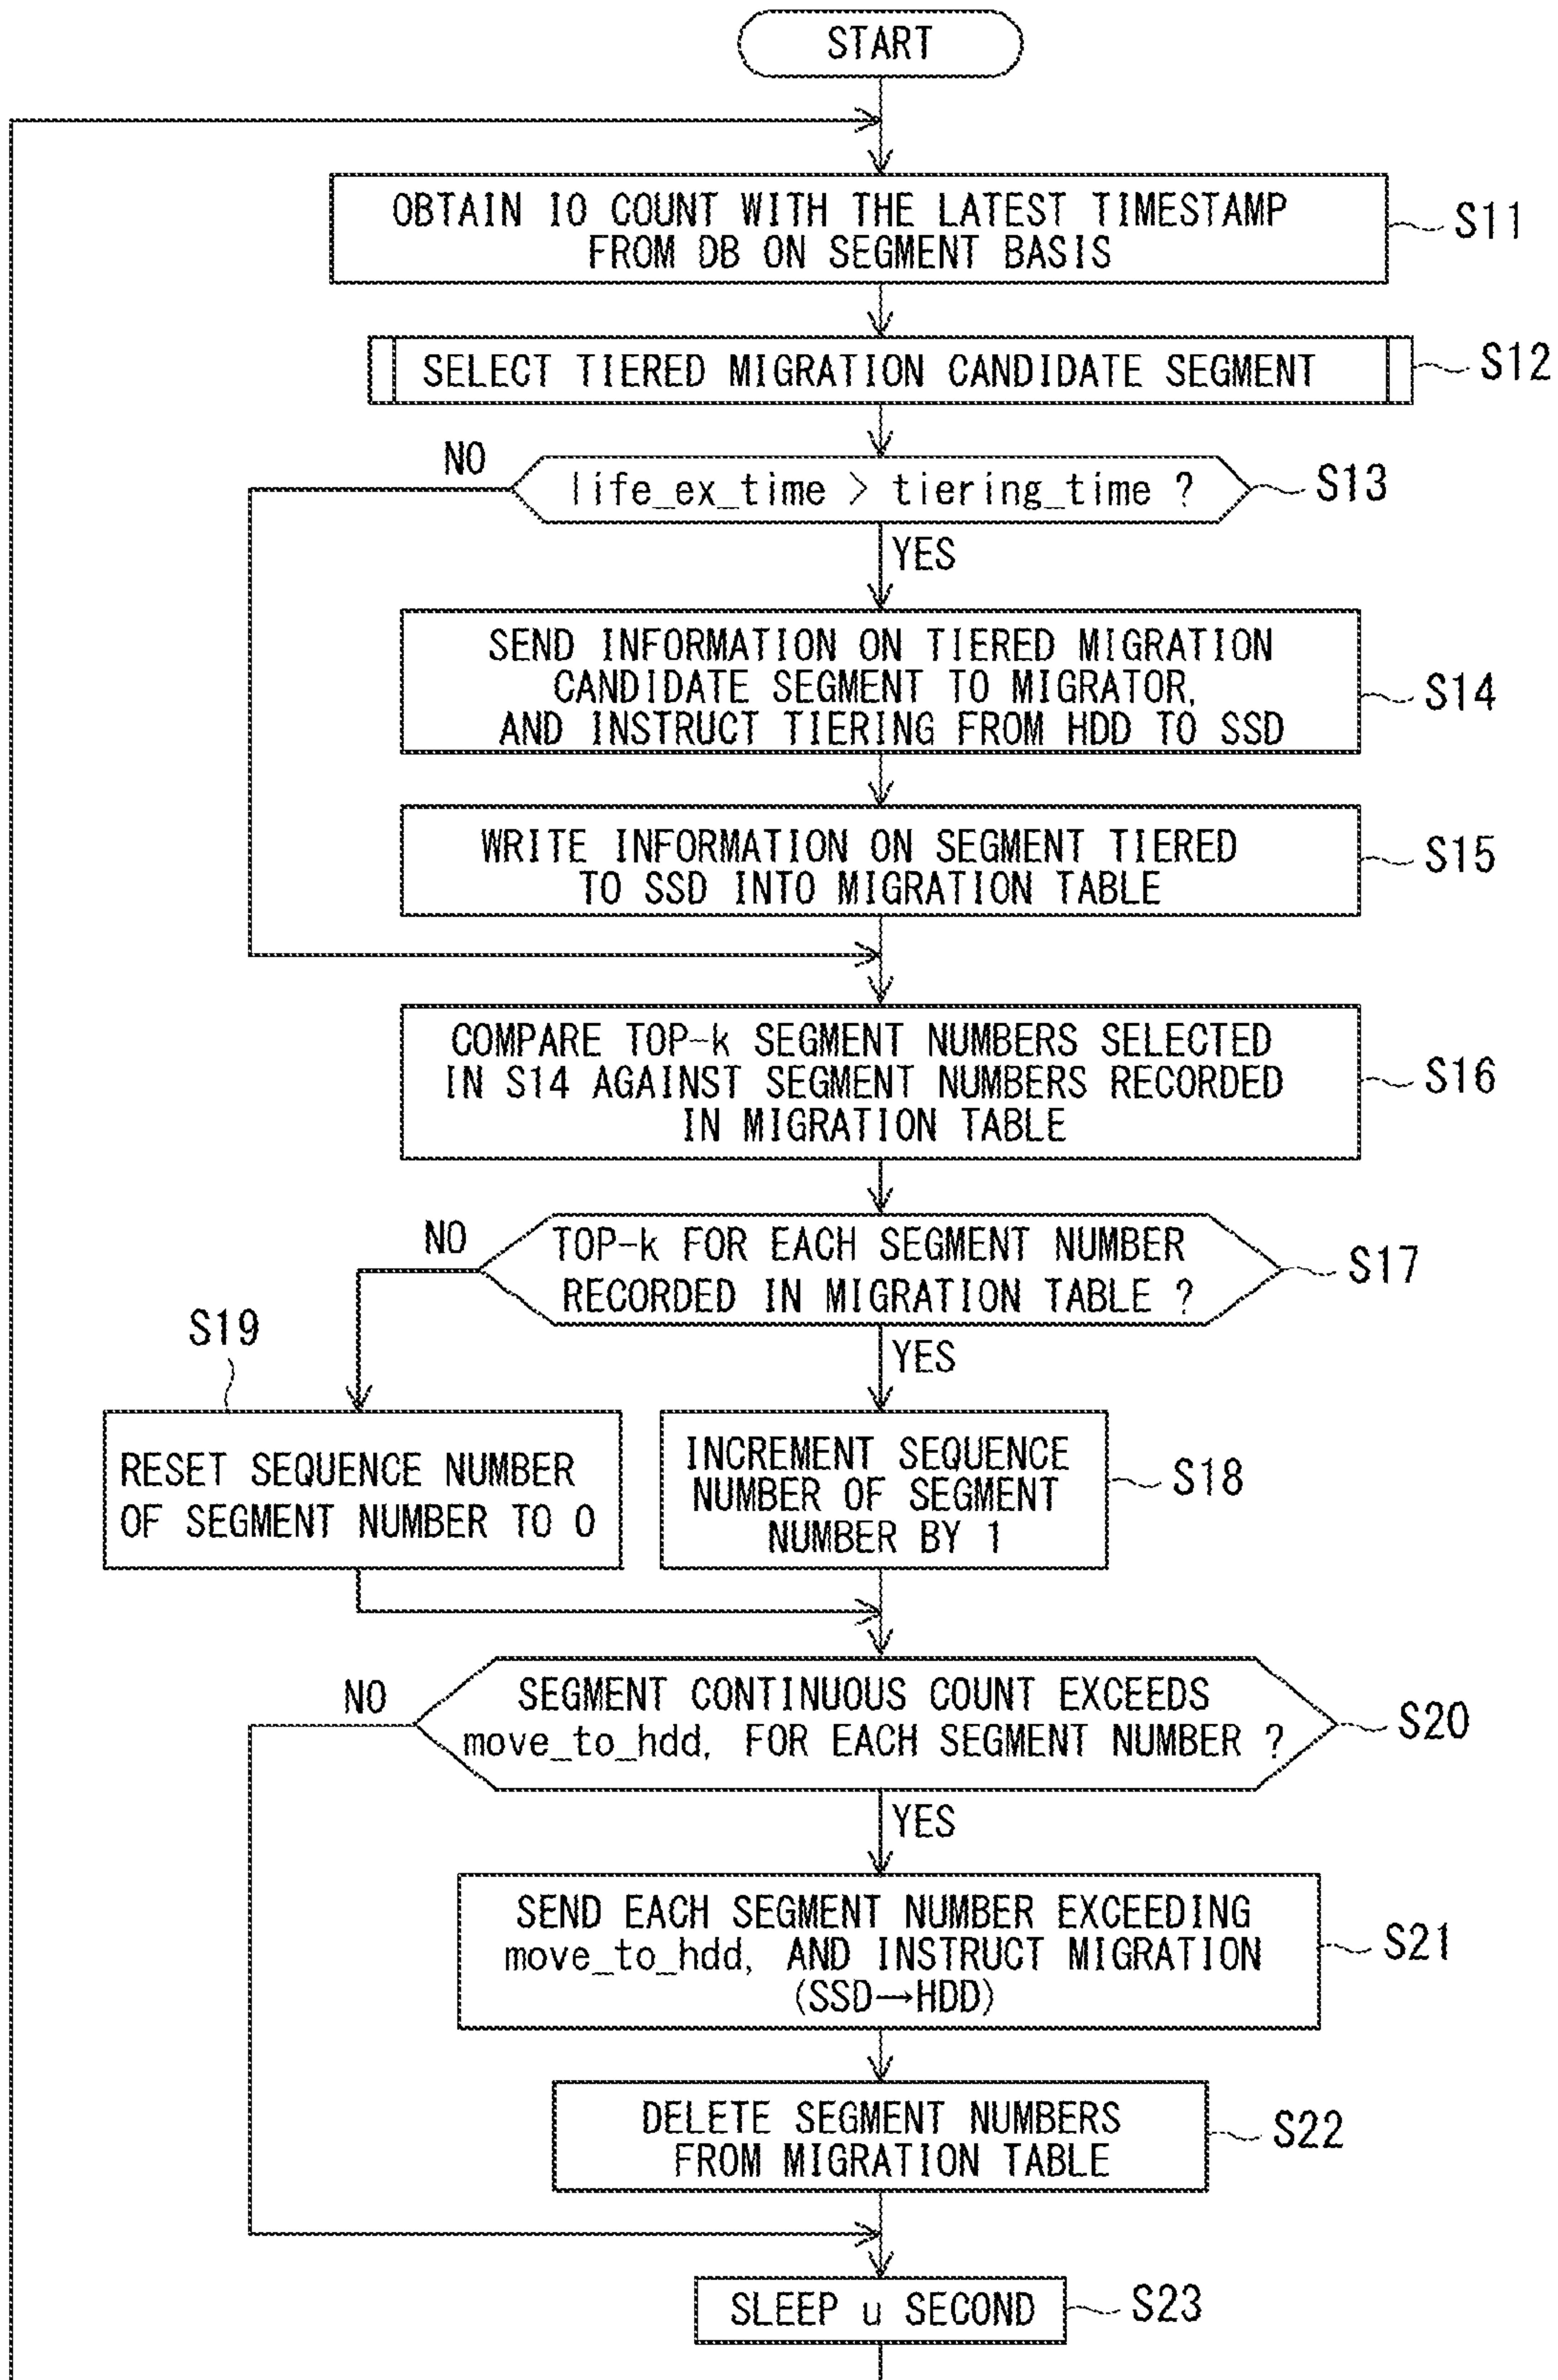 START
OBTAIN IO COUNT WITH THE LATEST TIMESTAMP
FROM DB ON SEGMENT BASIS
S11
SELECT TIERED MIGRATION CANDIDATE SEGMENT
S12
NO
life_ex_time > tiering_time ?
S13
YES
SEND INFORMATION ON TIERED MIGRATION
CANDIDATE SEGMENT TO MIGRATOR,
AND INSTRUCT TIERING FROM HDD TO SSD
S14
WRITE INFORMATION ON SEGMENT TIERED
TO SSD INTO MIGRATION TABLE
S15
COMPARE TOP-k SEGMENT NUMBERS SELECTED
IN S14 AGAINST SEGMENT NUMBERS RECORDED
IN MIGRATION TABLE
S16
NO
TOP-k FOR EACH SEGMENT NUMBER
RECORDED IN MIGRATION TABLE ?
S17
S19
YES
RESET SEQUENCE NUMBER
OF SEGMENT NUMBER TO 0
INCREMENT SEQUENCE
NUMBER OF SEGMENT
NUMBER BY 1
S18
NO
SEGMENT CONTINUOUS COUNT EXCEEDS
move_to_hdd, FOR EACH SEGMENT NUMBER ?
S20
YES
SEND EACH SEGMENT NUMBER EXCEEDING
move_to_hdd, AND INSTRUCT MIGRATION
(SSD→HDD)
S21
DELETE SEGMENT NUMBERS
FROM MIGRATION TABLE
S22
SLEEP u SECOND
S23